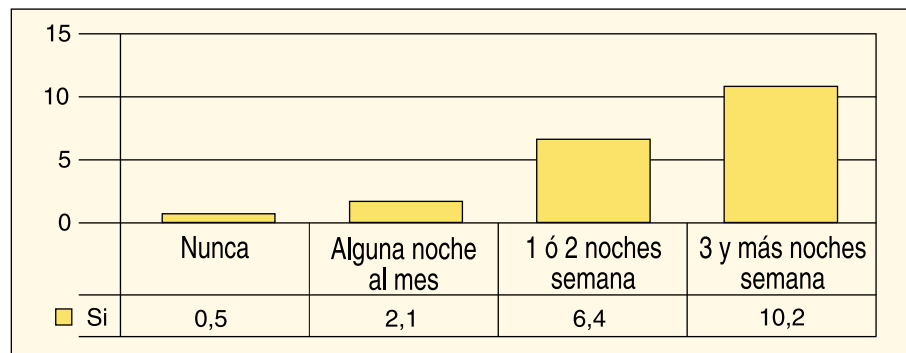 15
10
5
0
Nunca
Alguna noche
al mes
1 ó 2 noches
semana
3 y más noches
semana
Si 0,5 2,1 6,4 10,2